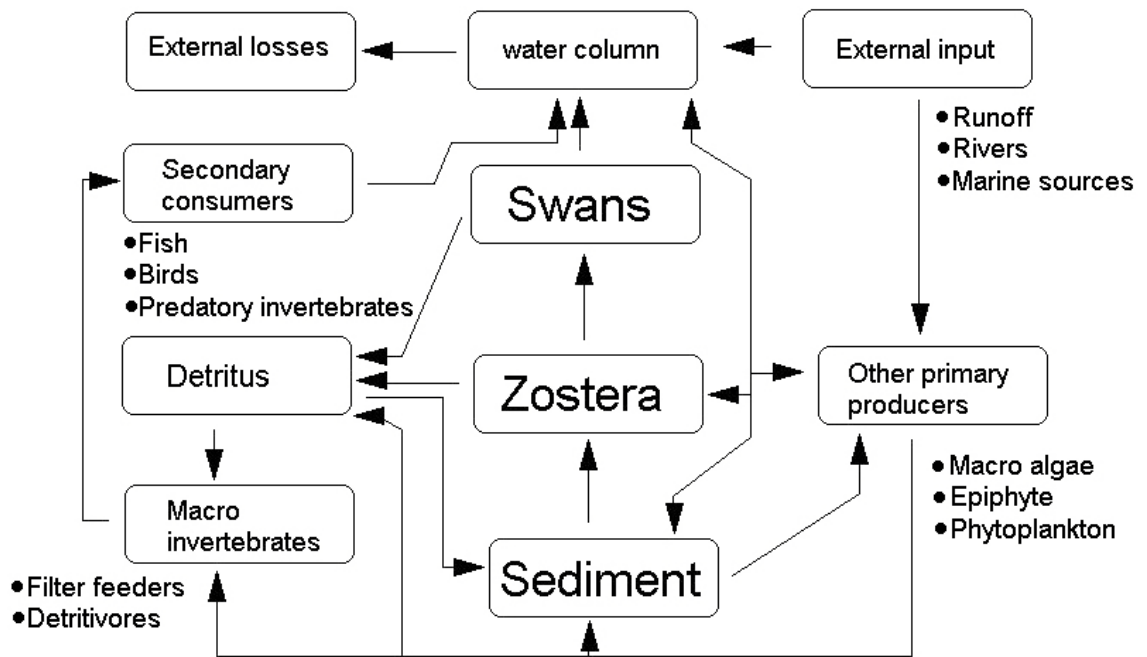 External losses
water column
External input
Runoff
Rivers
Marine sources
Secondary
consumers
Fish
Birds
Predatory invertebrates
Swans
Detritus
Zostera
Other primary
producers
Macro algae
Epiphyte
Phytoplankton
Macro
invertebrates
Filter feeders
Detritivores
Sediment